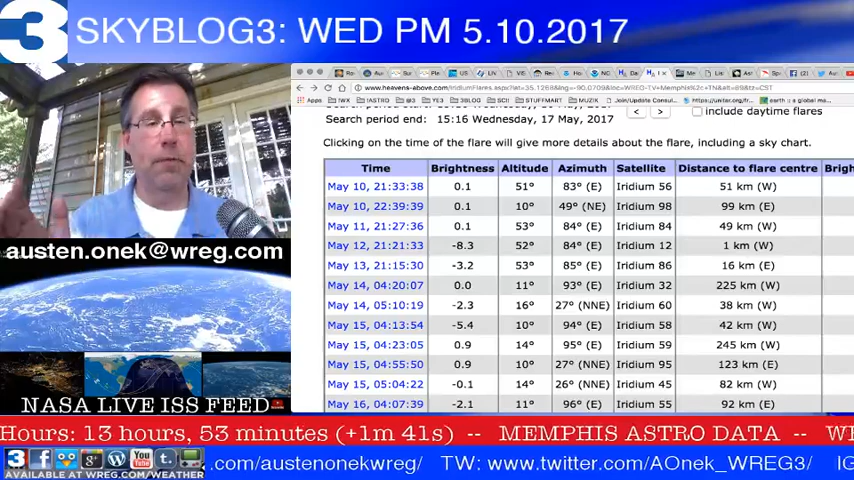 3 SKYBLOG3: WED PM 5.10.2017
www.heavens-above.com
Search period end: 15:16 Wednesday, 17 May, 2017
include daytime flares
Clicking on the time of the flare will give more details about the flare, including a sky chart.
Time Brightness Altitude Azimuth Satellite Distance to flare centre Brigh
May 10, 21:33:38 0.1 51° 83° (E) Iridium 56 51 km (W)
May 10, 22:39:39 0.1 10° 49° (NE) Iridium 98 99 km (E)
May 11, 21:27:36 0.1 53° 84° (E) Iridium 84 49 km (W)
May 12, 21:21:33 -8.3 52° 84° (E) Iridium 12 1 km (W)
May 13, 21:15:30 -3.2 53° 85° (E) Iridium 86 16 km (E)
May 14, 04:20:07 0.0 11° 93° (E) Iridium 32 225 km (W)
May 14, 05:10:19 -2.3 16° 27° (NNE) Iridium 60 38 km (W)
May 15, 04:13:54 -5.4 10° 94° (E) Iridium 58 42 km (W)
May 15, 04:23:05 0.9 14° 95° (E) Iridium 59 245 km (W)
May 15, 04:55:50 0.9 10° 27° (NNE) Iridium 95 123 km (E)
May 15, 05:04:22 -0.1 14° 26° (NNE) Iridium 45 82 km (W)
May 16, 04:07:39 -2.1 11° 96° (E) Iridium 55 92 km (E)
austen.onek@wreg.com
NASA LIVE ISS FEED
Hours: 13 hours, 53 minutes (+1m 41s) -- MEMPHIS ASTRO DATA -- WR
.com/austenonekwreg/ TW: www.twitter.com/AOnek_WREG3/ IG
AVAILABLE AT WREG.COM/WEATHER